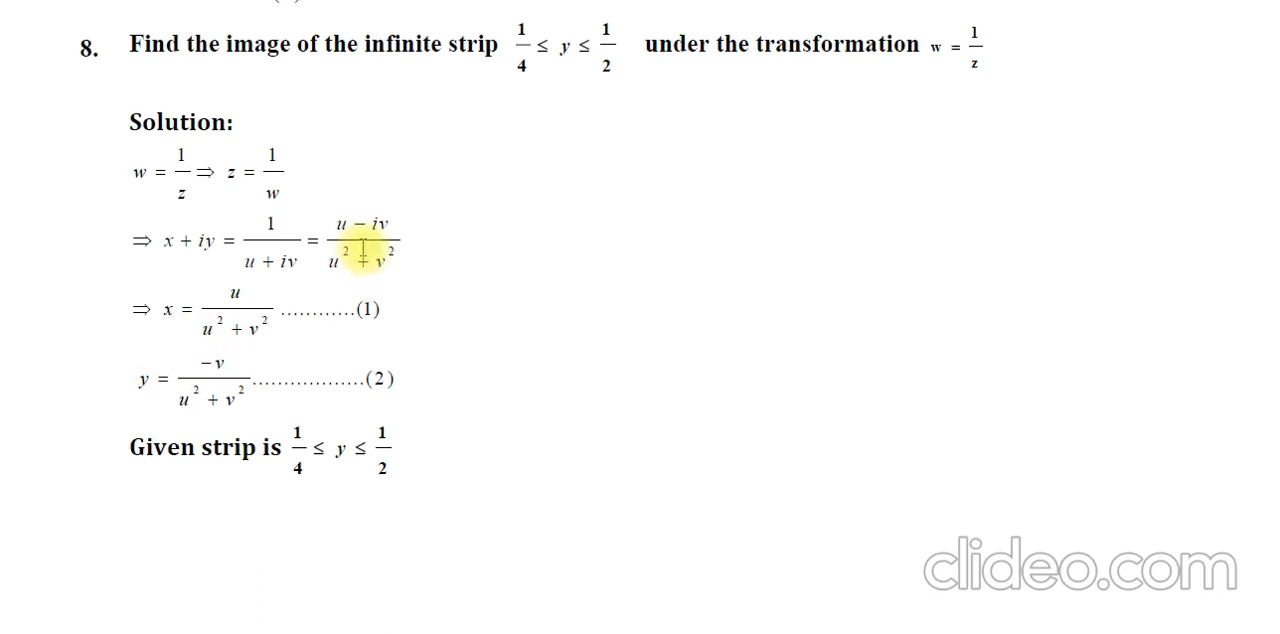 8. Find the image of the infinite strip 1/4 ≤ y ≤ 1/2 under the transformation w = 1/z
Solution:
w = 1/z ⇒ z = 1/w
⇒ x + iy = 1/(u + iv) = (u − iv)/(u² + v²)
⇒ x = u/(u² + v²) ............(1)
y = −v/(u² + v²) ..................(2)
Given strip is 1/4 ≤ y ≤ 1/2
clideo.com